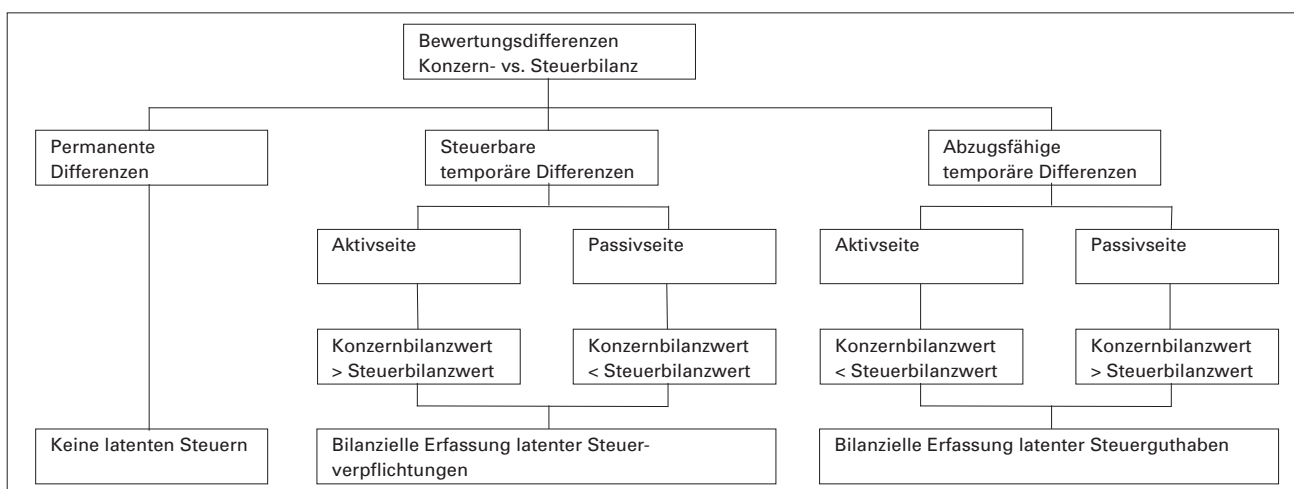 Bewertungsdifferenzen
Konzern- vs. Steuerbilanz
Permanente
Differenzen
Steuerbare
temporäre Differenzen
Abzugsfähige
temporäre Differenzen
Aktivseite
Passivseite
Aktivseite
Passivseite
Konzernbilanzwert
> Steuerbilanzwert
Konzernbilanzwert
< Steuerbilanzwert
Konzernbilanzwert
< Steuerbilanzwert
Konzernbilanzwert
> Steuerbilanzwert
Keine latenten Steuern
Bilanzielle Erfassung latenter Steuer-
verpflichtungen
Bilanzielle Erfassung latenter Steuerguthaben